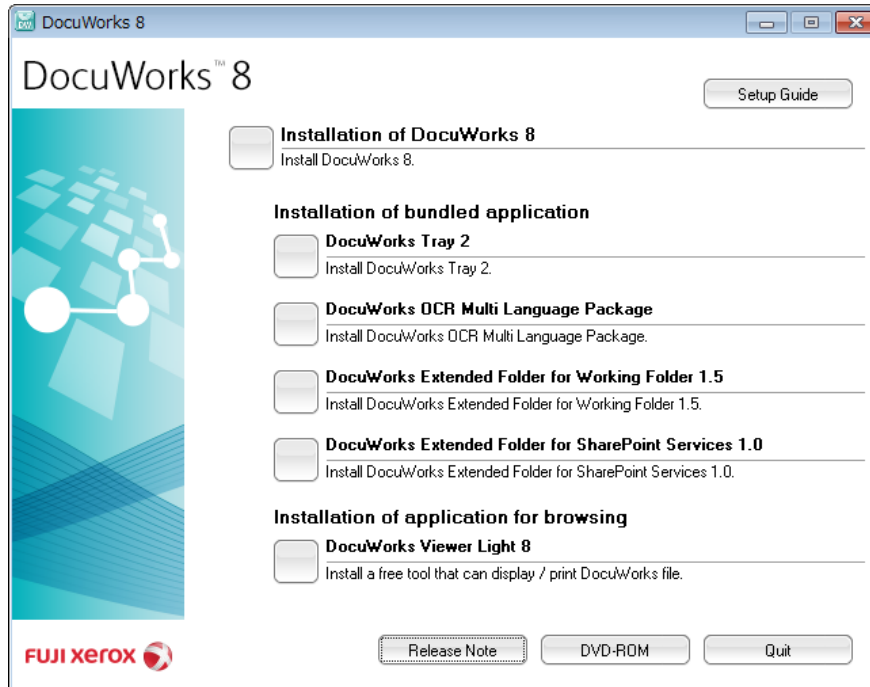 DocuWorks 8
DocuWorks™ 8
Setup Guide
Installation of DocuWorks 8
Install DocuWorks 8.
Installation of bundled application
DocuWorks Tray 2
Install DocuWorks Tray 2.
DocuWorks OCR Multi Language Package
Install DocuWorks OCR Multi Language Package.
DocuWorks Extended Folder for Working Folder 1.5
Install DocuWorks Extended Folder for Working Folder 1.5.
DocuWorks Extended Folder for SharePoint Services 1.0
Install DocuWorks Extended Folder for SharePoint Services 1.0.
Installation of application for browsing
DocuWorks Viewer Light 8
Install a free tool that can display / print DocuWorks file.
FUJI xerox
Release Note
DVD-ROM
Quit